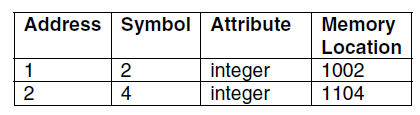 Address Symbol Attribute Memory Location
1 2 integer 1002
2 4 integer 1104